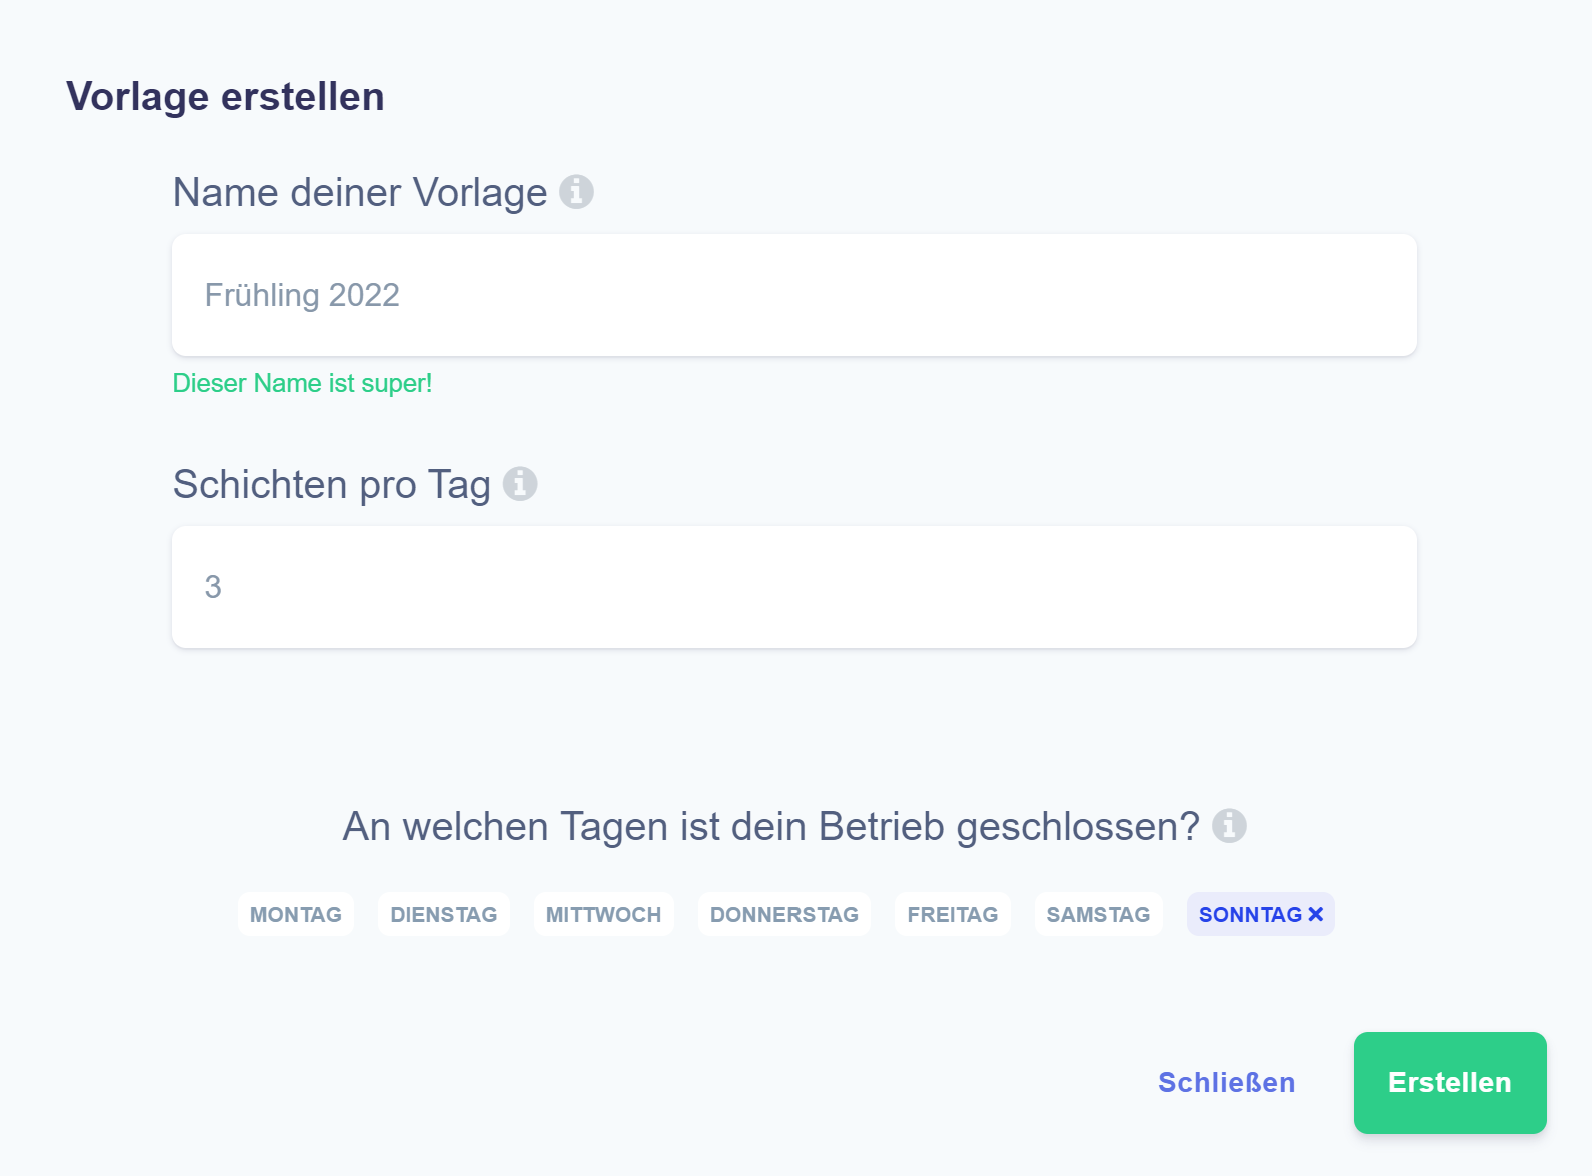 Vorlage erstellen
Name deiner Vorlage
Frühling 2022
Dieser Name ist super!
Schichten pro Tag
3
An welchen Tagen ist dein Betrieb geschlossen?
MONTAG DIENSTAG MITTWOCH DONNERSTAG FREITAG SAMSTAG SONNTAG
Schließen Erstellen